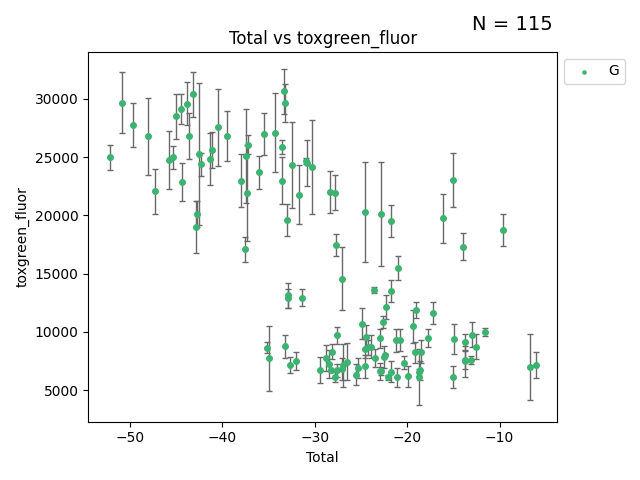 N = 115
Total vs toxgreen_fluor
G
toxgreen_fluor
30000
25000
20000
15000
10000
5000
−50 −40 −30 −20 −10
Total